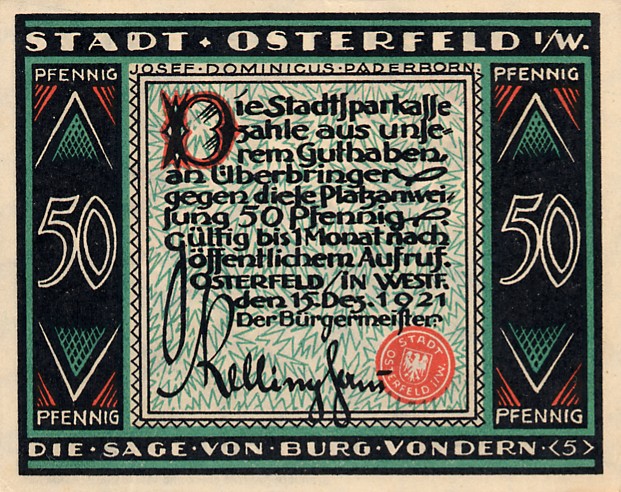 STADT · OSTERFELD i/W.
PFENNIG
JOSEF·DOMINICUS·PADERBORN
PFENNIG
Die Stadtsparkasse
zahle aus unse-
rem Guthaben,
an Überbringer
gegen diese Platzanwei-
sung 50 Pfennig
Gültig bis 1 Monat nach
öffentlichem Aufruf.
OSTERFELD IN WESTF.
den 15. Dez. 1921
Der Bürgermeister:
50
50
STADT
OSTERFELD.i/W.
PFENNIG
PFENNIG
DIE·SAGE·VON·BURG·VONDERN·<5>